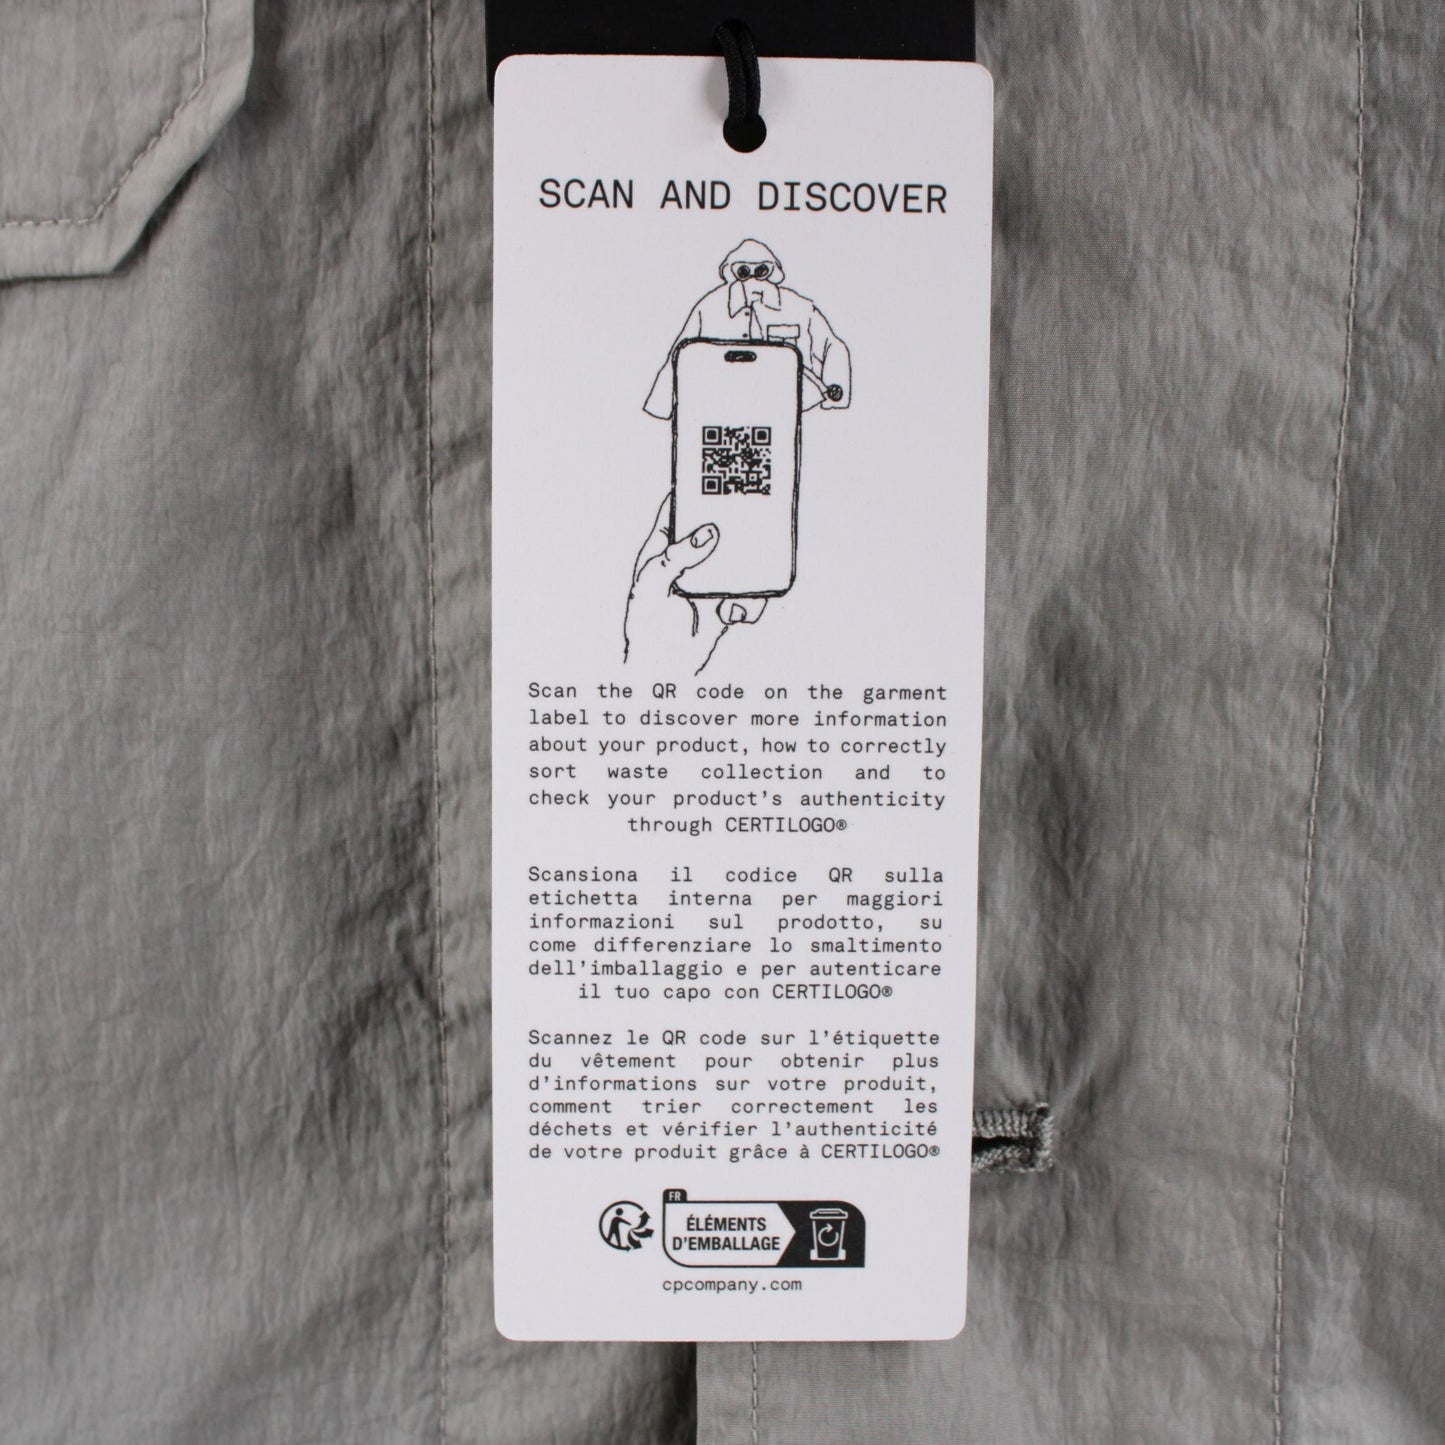 SCAN AND DISCOVER
Scan the QR code on the garment
label to discover more information
about your product, how to correctly
sort waste collection and to
check your product’s authenticity
through CERTILOGO®
Scansiona il codice QR sulla
etichetta interna per maggiori
informazioni sul prodotto, su
come differenziare lo smaltimento
dell’imballaggio e per autenticare
il tuo capo con CERTILOGO®
Scannez le QR code sur l’étiquette
du vêtement pour obtenir plus
d’informations sur votre produit,
comment trier correctement les
déchets et vérifier l’authenticité
de votre produit grâce à CERTILOGO®
FR
ÉLÉMENTS
D’EMBALLAGE
cpcompany.com